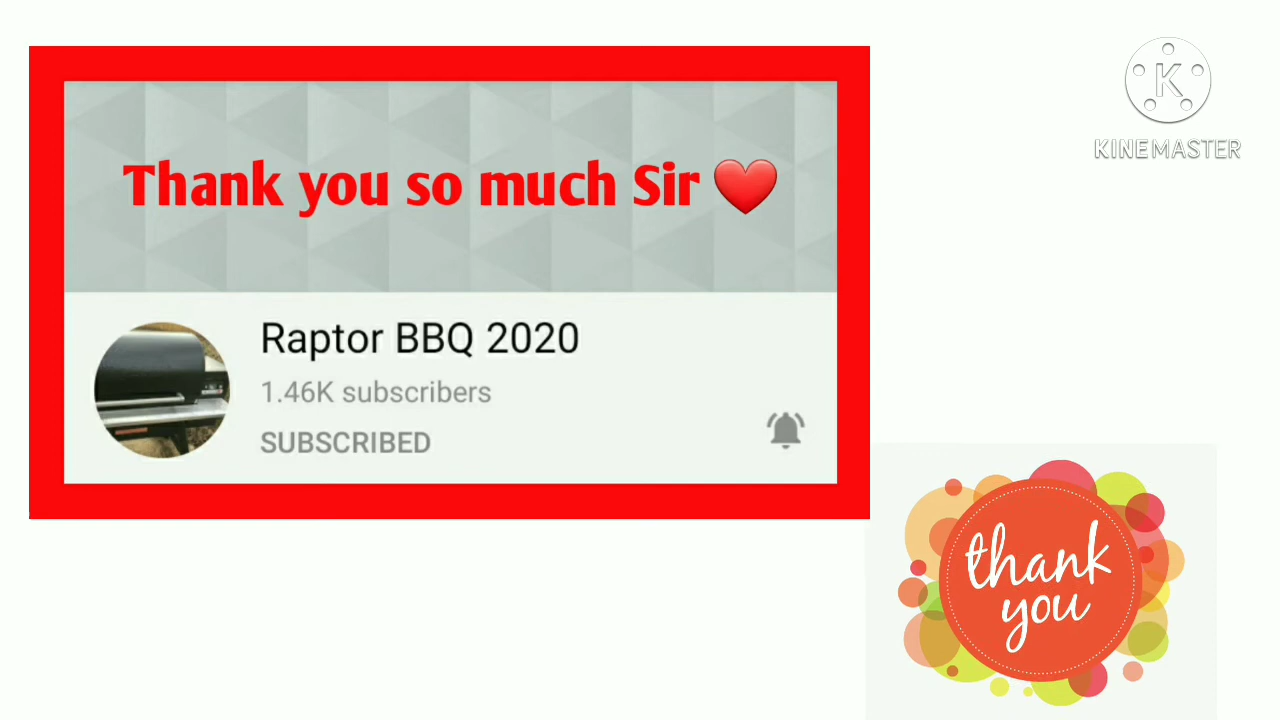 Thank you so much Sir ❤️
Raptor BBQ 2020
1.46K subscribers
SUBSCRIBED
K
KINEMASTER
thank
you